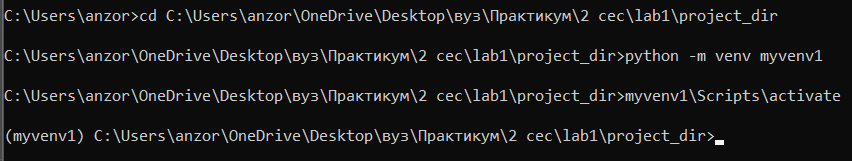 C:\Users\anzor>cd C:\Users\anzor\OneDrive\Desktop\вуз\Практикум\2 сес\lab1\project_dir
C:\Users\anzor\OneDrive\Desktop\вуз\Практикум\2 сес\lab1\project_dir>python -m venv myvenv1
C:\Users\anzor\OneDrive\Desktop\вуз\Практикум\2 сес\lab1\project_dir>myvenv1\Scripts\activate
(myvenv1) C:\Users\anzor\OneDrive\Desktop\вуз\Практикум\2 сес\lab1\project_dir>